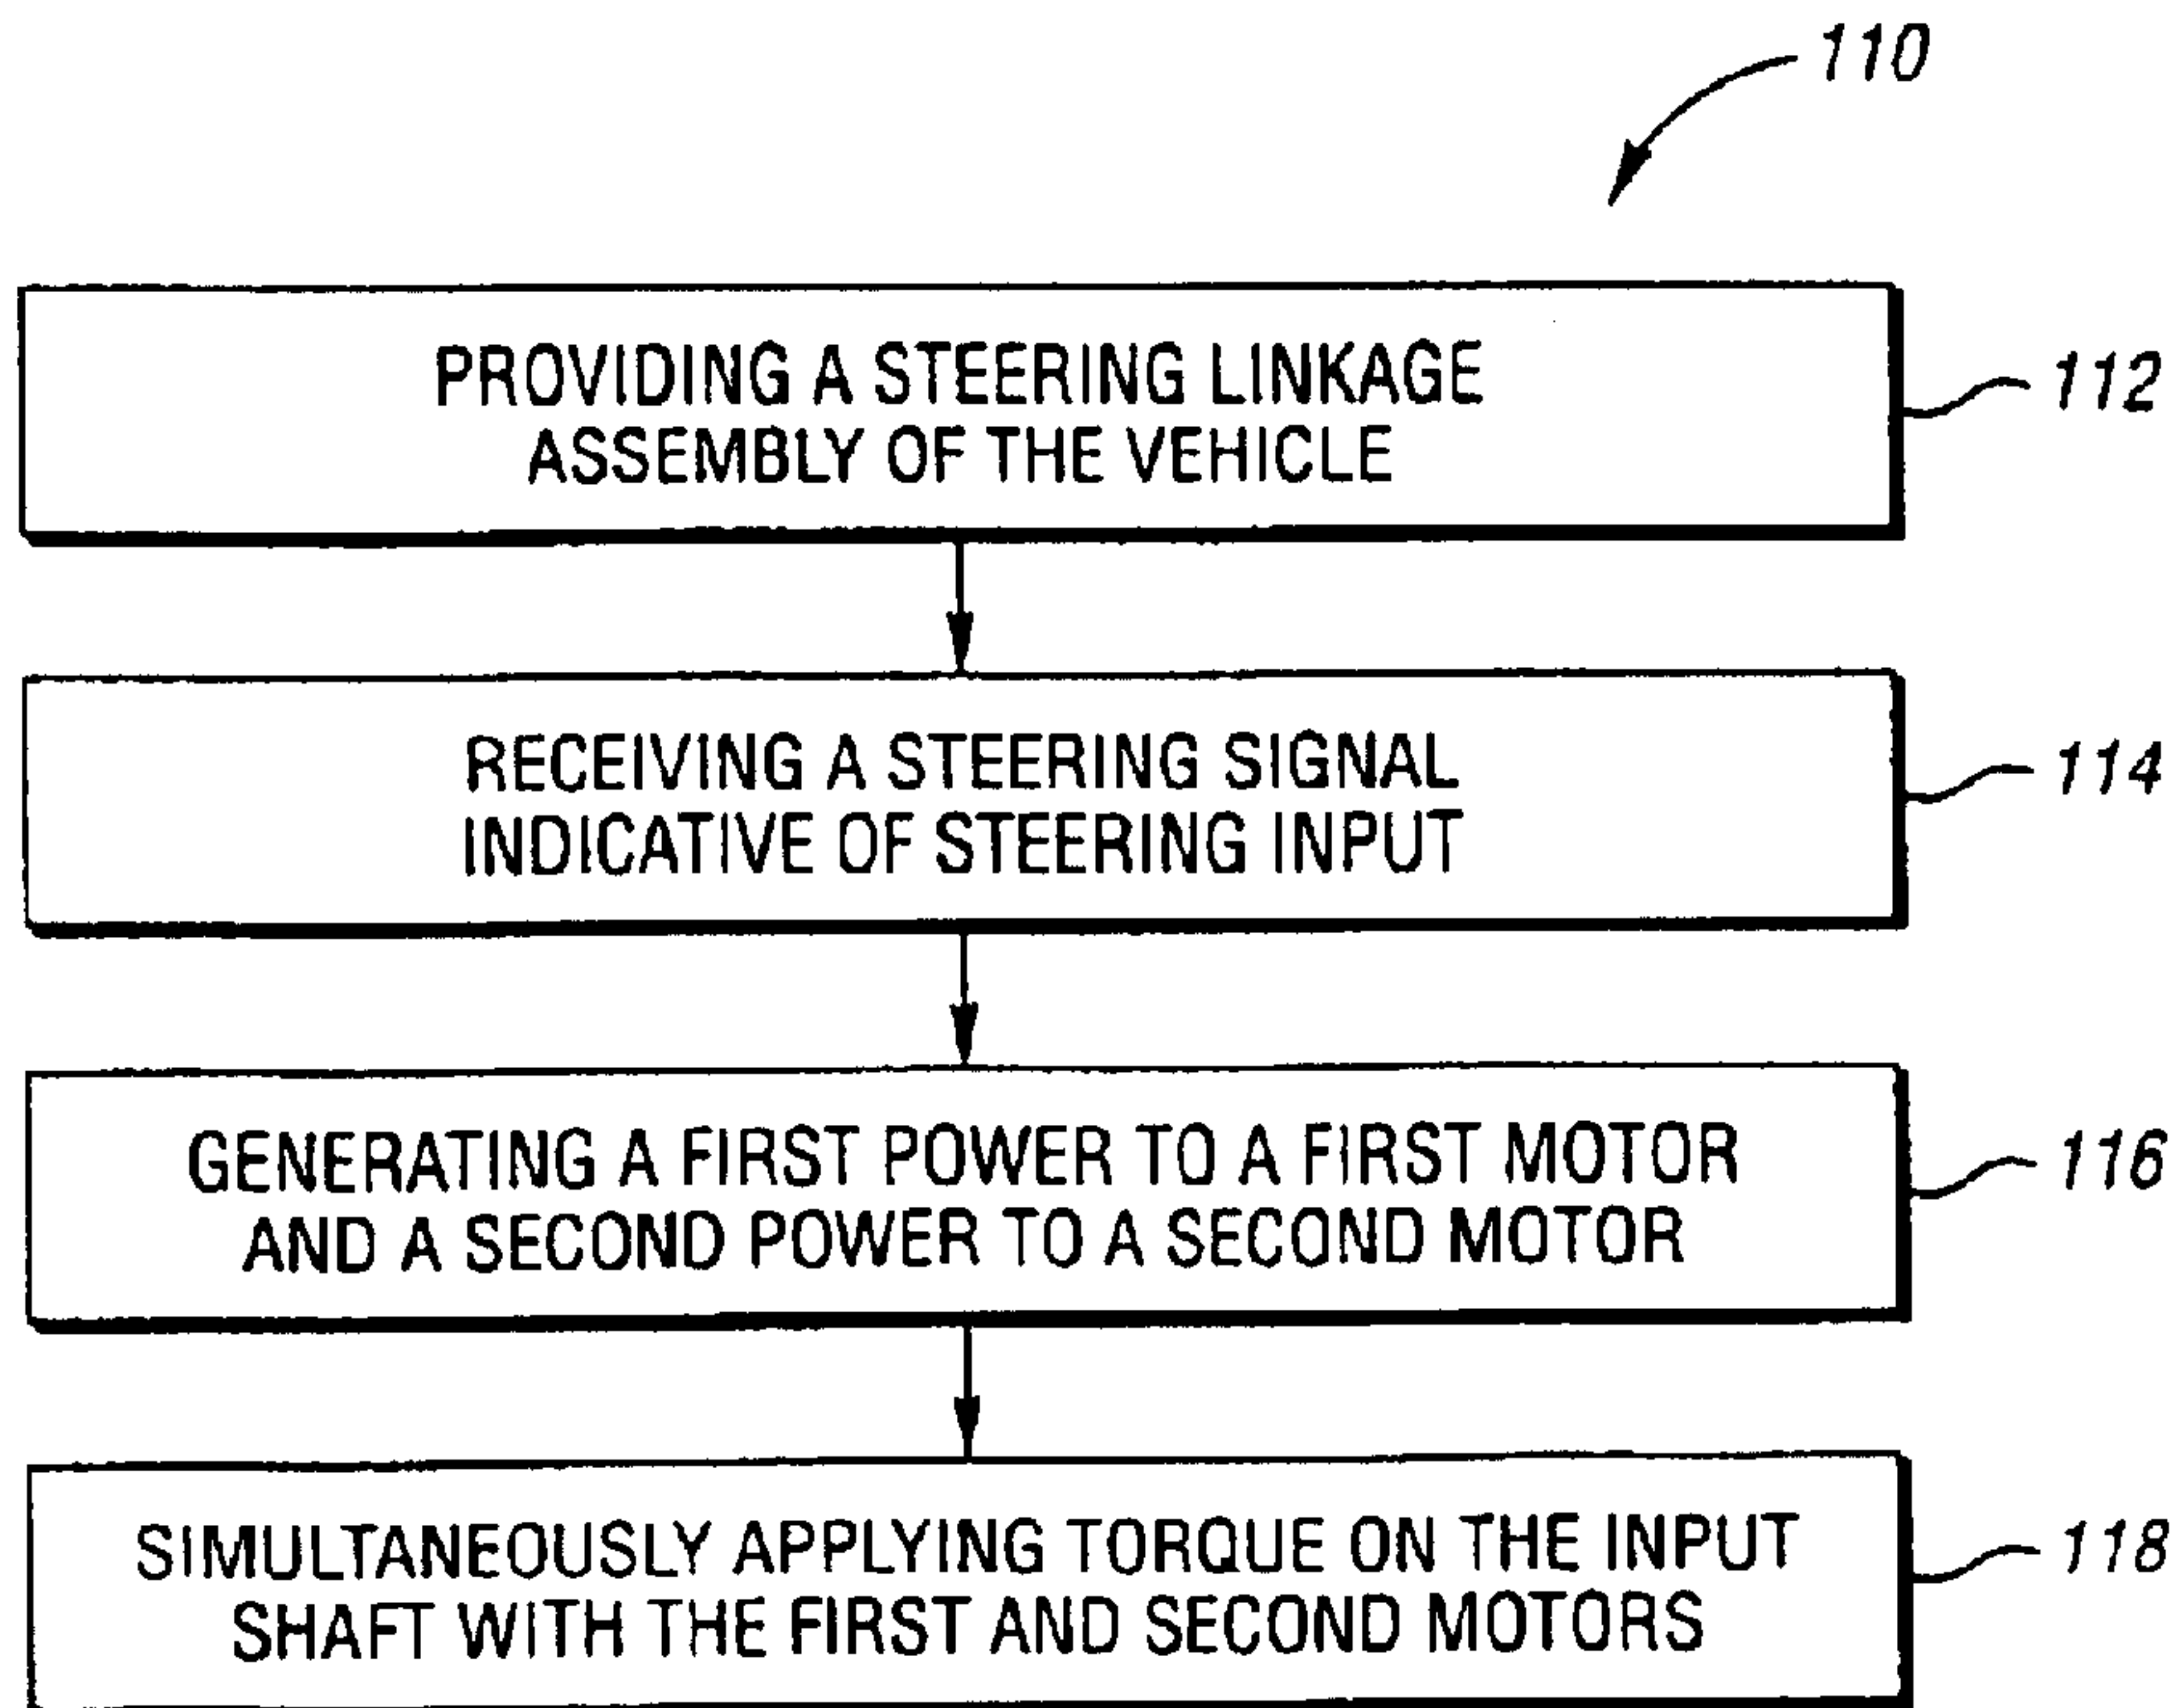 110
PROVIDING A STEERING LINKAGE
ASSEMBLY OF THE VEHICLE
112
RECEIVING A STEERING SIGNAL
INDICATIVE OF STEERING INPUT
114
GENERATING A FIRST POWER TO A FIRST MOTOR
AND A SECOND POWER TO A SECOND MOTOR
116
SIMULTANEOUSLY APPLYING TORQUE ON THE INPUT
SHAFT WITH THE FIRST AND SECOND MOTORS
118